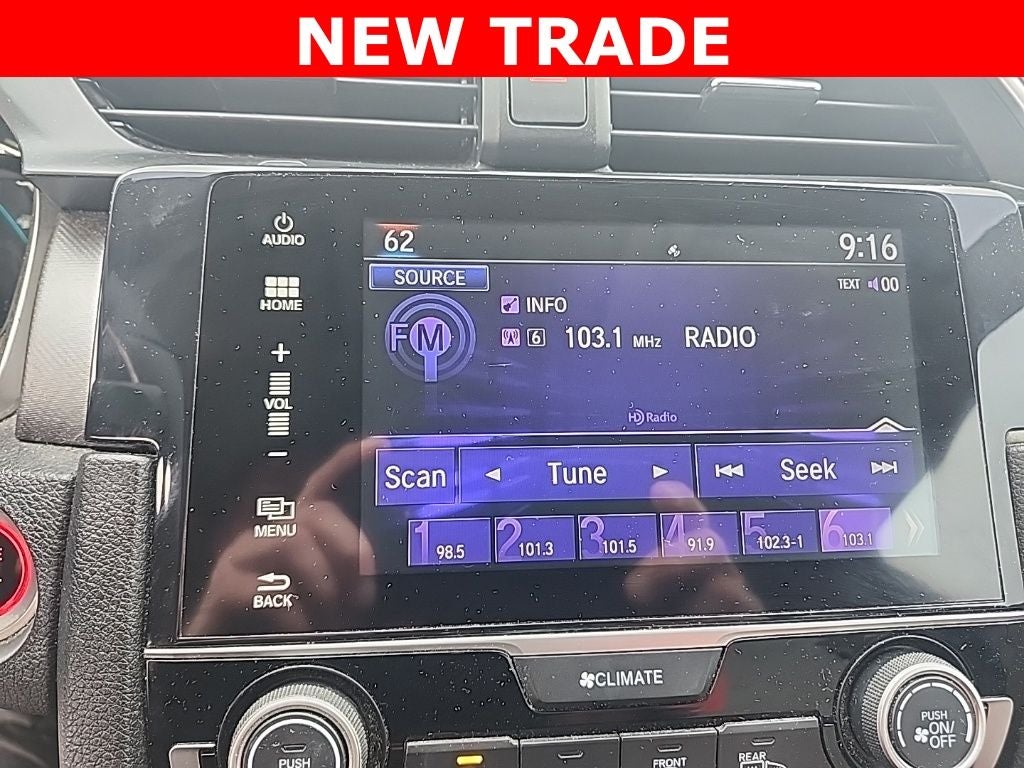 NEW TRADE
AUDIO
HOME
+
VOL
-
MENU
BACK
62
9:16
SOURCE
TEXT 00
FM
INFO
6 103.1 MHz RADIO
HD Radio
Scan
Tune
Seek
1 98.5
2 101.3
3 101.5
4 91.9
5 102.3-1
6 103.1
CLIMATE
PUSH
FRONT
REAR
PUSH
ON/
OFF